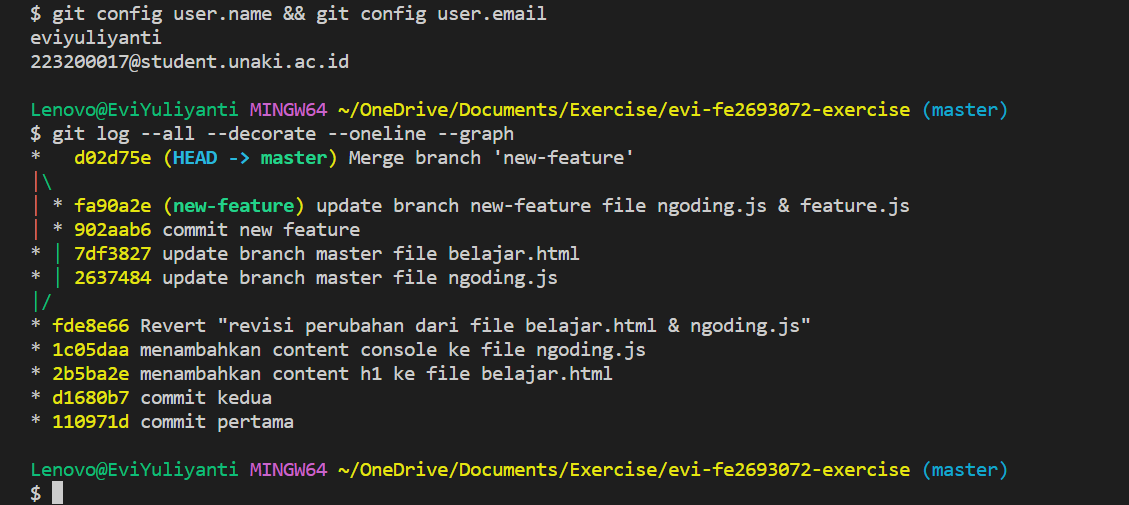 $ git config user.name && git config user.email
eviyuliyanti
223200017@student.unaki.ac.id
Lenovo@EviYuliyanti MINGW64 ~/OneDrive/Documents/Exercise/evi-fe2693072-exercise (master)
$ git log --all --decorate --oneline --graph
*   d02d75e (HEAD -> master) Merge branch 'new-feature'
|\
| * fa90a2e (new-feature) update branch new-feature file ngoding.js & feature.js
| * 902aab6 commit new feature
* | 7df3827 update branch master file belajar.html
* | 2637484 update branch master file ngoding.js
|/
* fde8e66 Revert "revisi perubahan dari file belajar.html & ngoding.js"
* 1c05daa menambahkan content console ke file ngoding.js
* 2b5ba2e menambahkan content h1 ke file belajar.html
* d1680b7 commit kedua
* 110971d commit pertama
Lenovo@EviYuliyanti MINGW64 ~/OneDrive/Documents/Exercise/evi-fe2693072-exercise (master)
$